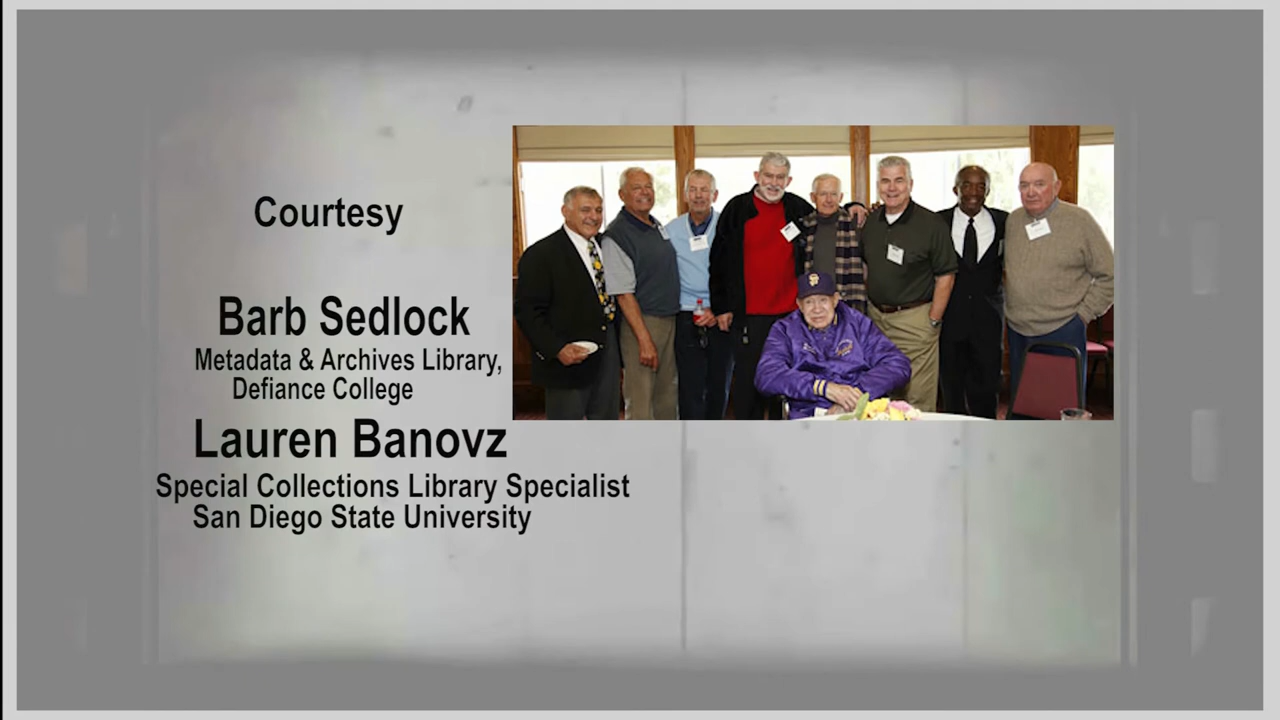 Courtesy
Barb Sedlock
Metadata & Archives Library,
Defiance College
Lauren Banovz
Special Collections Library Specialist
San Diego State University